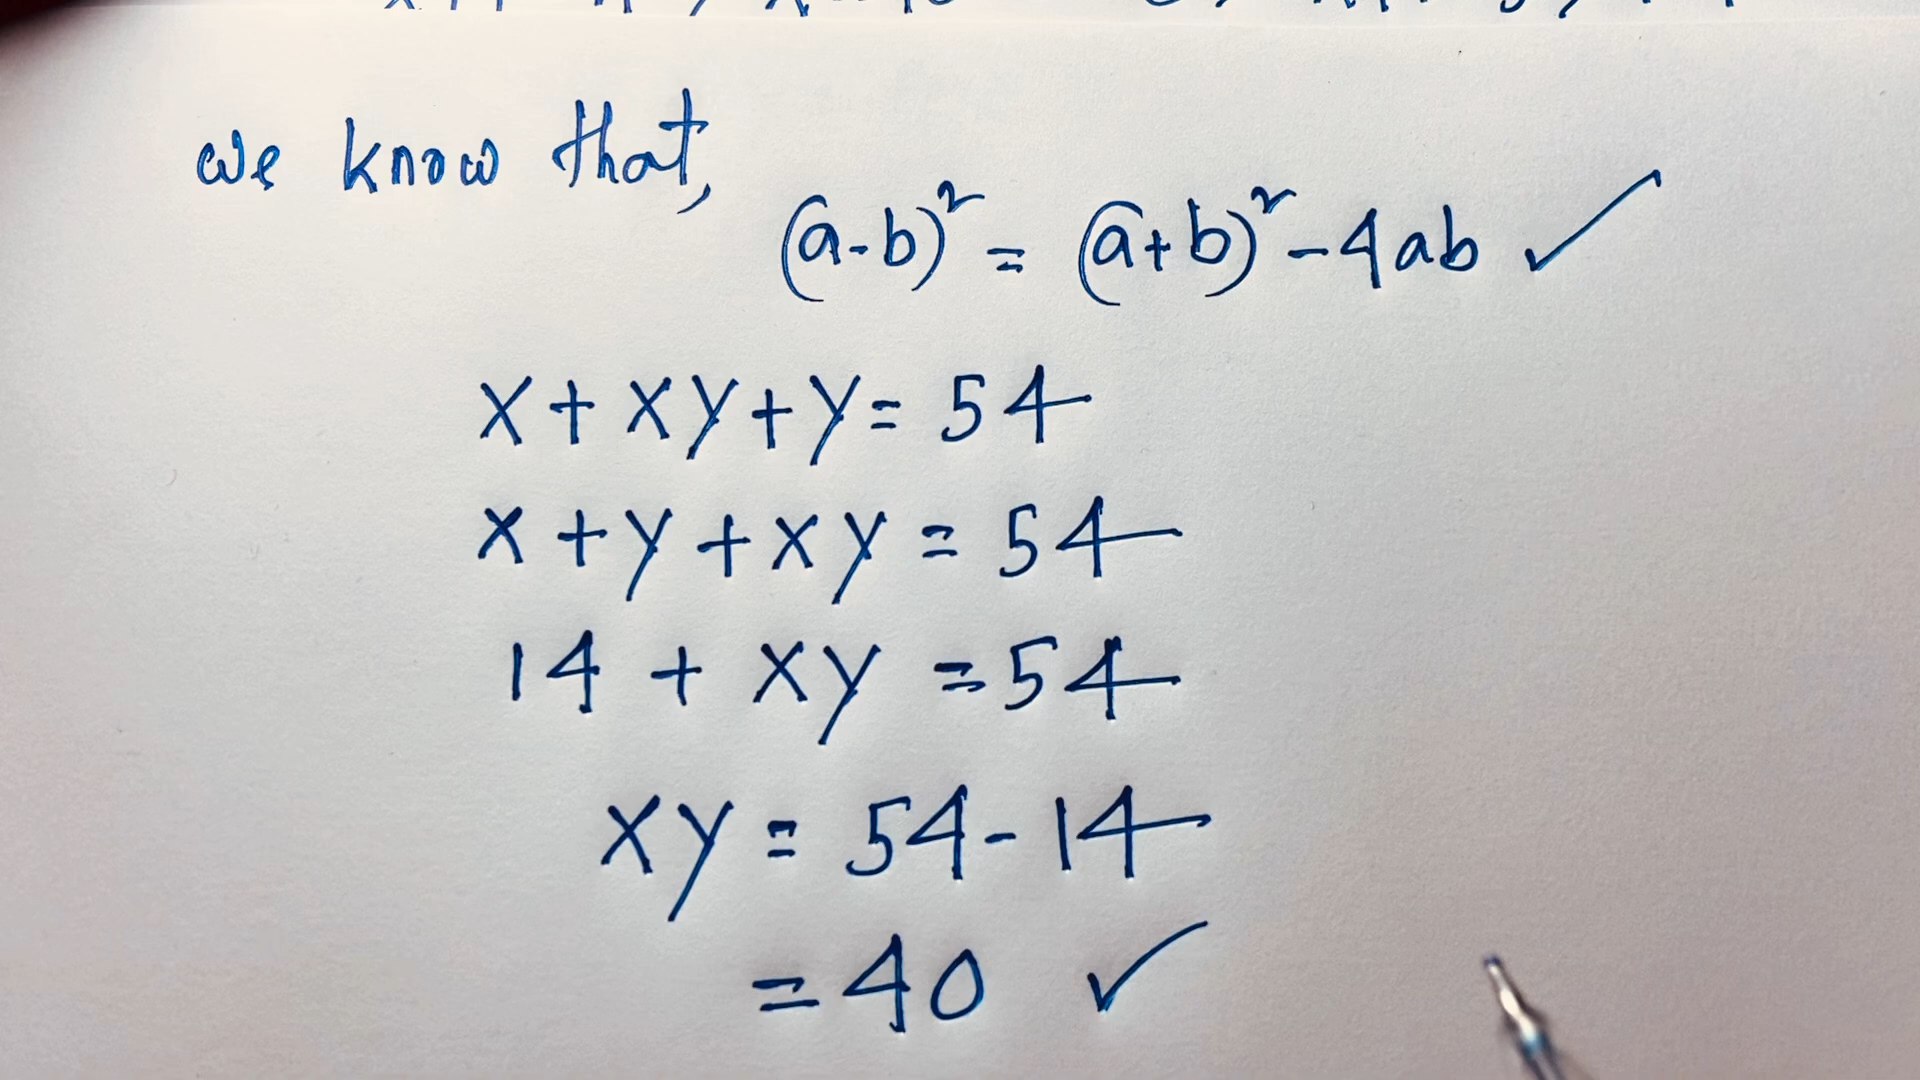 we know that,
(a-b)² = (a+b)² - 4ab ✓
x + xy + y = 54
x + y + xy = 54
14 + xy = 54
xy = 54 - 14
= 40 ✓